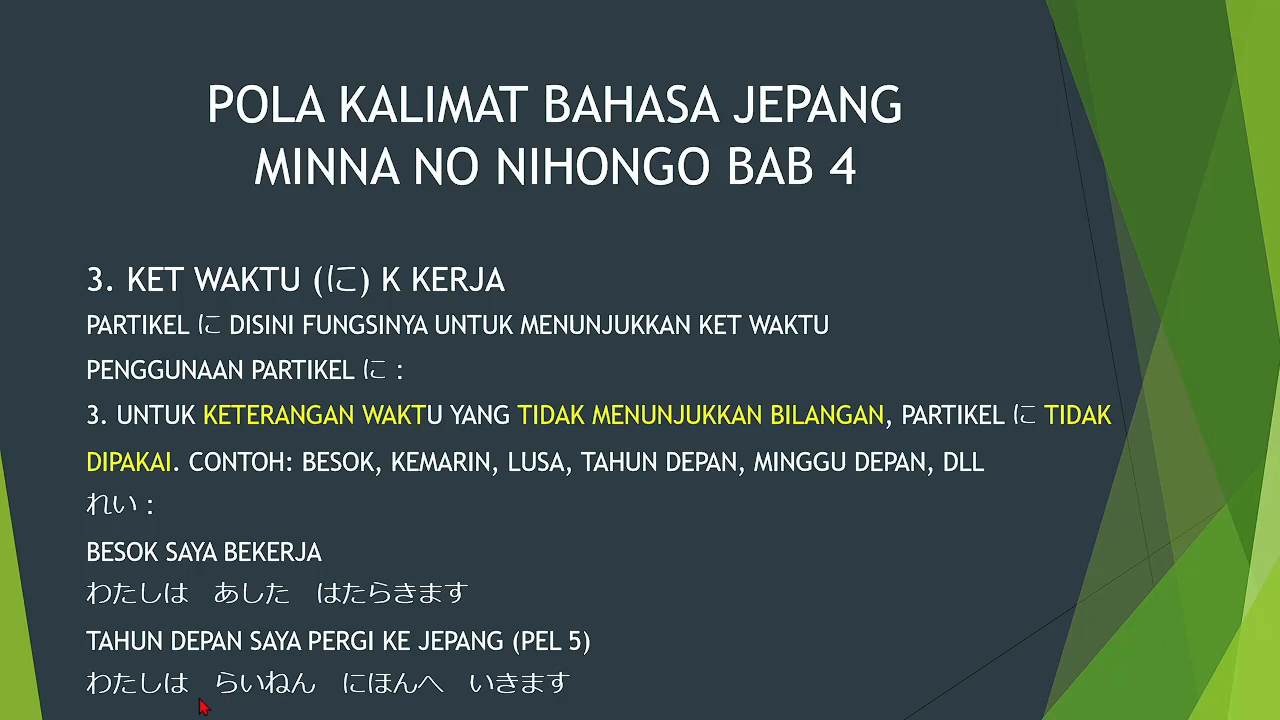 POLA KALIMAT BAHASA JEPANG
MINNA NO NIHONGO BAB 4
3. KET WAKTU (に) K KERJA
PARTIKEL に DISINI FUNGSINYA UNTUK MENUNJUKKAN KET WAKTU
PENGGUNAAN PARTIKEL に :
3. UNTUK KETERANGAN WAKTU YANG TIDAK MENUNJUKKAN BILANGAN, PARTIKEL に TIDAK
DIPAKAI. CONTOH: BESOK, KEMARIN, LUSA, TAHUN DEPAN, MINGGU DEPAN, DLL
れい :
BESOK SAYA BEKERJA
わたしは　あした　はたらきます
TAHUN DEPAN SAYA PERGI KE JEPANG (PEL 5)
わたしは　らいねん　にほんへ　いきます